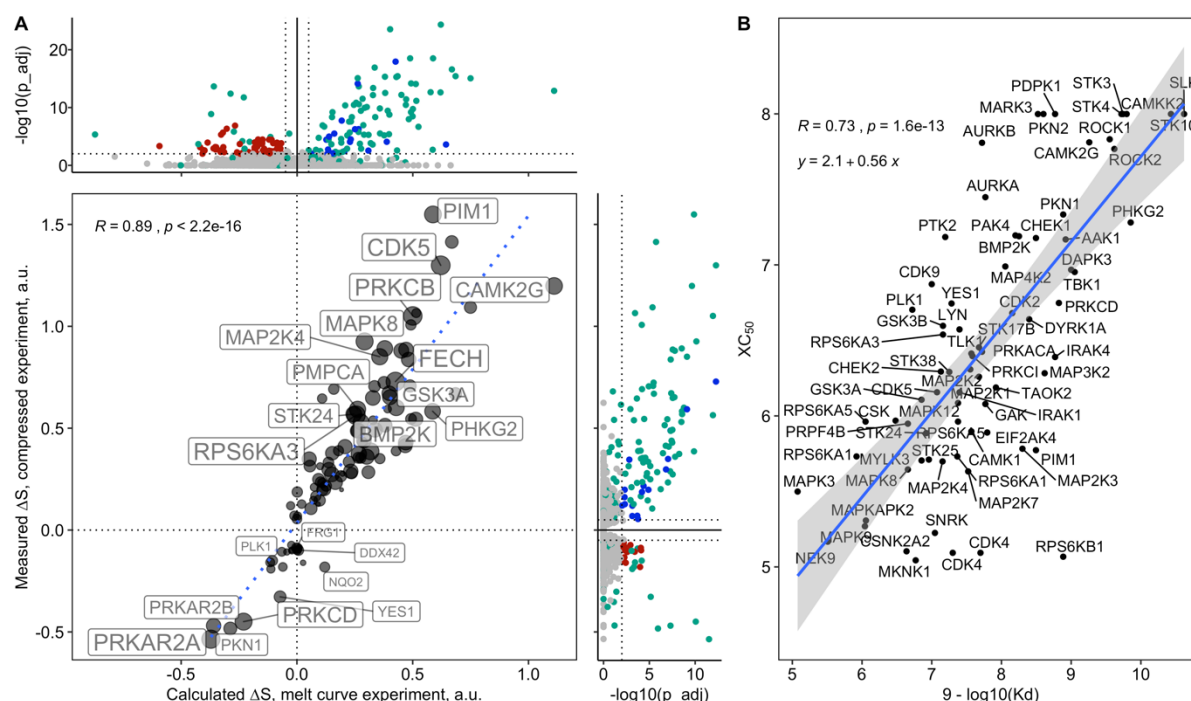 A
-log10(p_adj)
20
10
0
R = 0.89 , p < 2.2e-16
PIM1
CDK5
CAMK2G
PRKCB
MAPK8
MAP2K4
FECH
PMPCA
GSK3A
STK24
PHKG2
BMP2K
RPS6KA3
FRG1
PLK1
DDX42
NQO2
PRKAR2B
PRKCD
YES1
PRKAR2A
PKN1
Measured ΔS, compressed experiment, a.u.
1.5
1.0
0.5
0.0
-0.5
-0.5 0.0 0.5 1.0
Calculated ΔS, melt curve experiment, a.u.
0 5 10
-log10(p_adj)
B
R = 0.73 , p = 1.6e-13
y = 2.1 + 0.56 x
XC50
8
7
6
5
PDPK1
STK3
SLK
MARK3
STK4
CAMKK2
AURKB
PKN2
ROCK1
STK10
CAMK2G
ROCK2
AURKA
PKN1
PTK2
PAK4
CHEK1
PHKG2
BMP2K
AAK1
CDK9
MAP4K2
DAPK3
TBK1
PLK1
YES1
CDK2
PRKCD
GSK3B
LYN
STK17B
DYRK1A
RPS6KA3
TLK1
PRKACA
IRAK4
CHEK2
STK38
PRKCI
MAP3K2
GSK3A
CDK5
MAP2K2
MAP2K1
TAOK2
RPS6KA5
CSK
MAPK12
GAK
IRAK1
PRPF4B
STK24
RPS6KA5
EIF2AK4
RPS6KA1
MYLK3
STK25
CAMK1
PIM1
MAPK3
MAPK8
MAP2K4
RPS6KA1
MAP2K3
MAP2K7
MAPKAPK2
SNRK
MAPK9
CSNK2A2
CDK4
RPS6KB1
NEK9
MKNK1
CDK4
5 6 7 8 9 10
9 - log10(Kd)